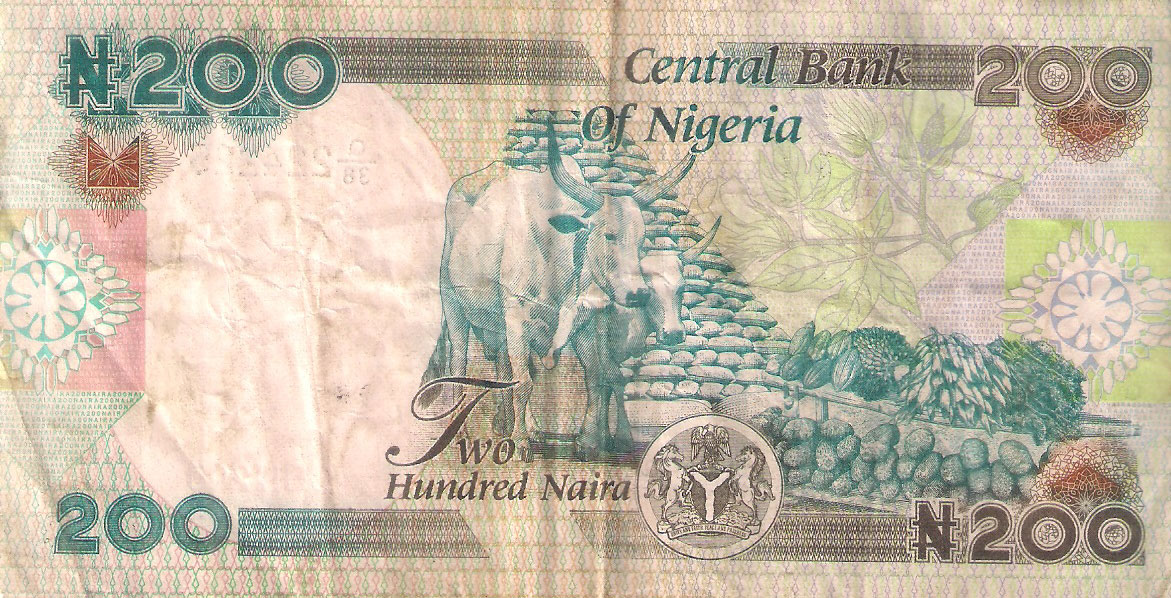 ₦200
Central Bank
Of Nigeria
200
Two
Hundred Naira
200
₦200